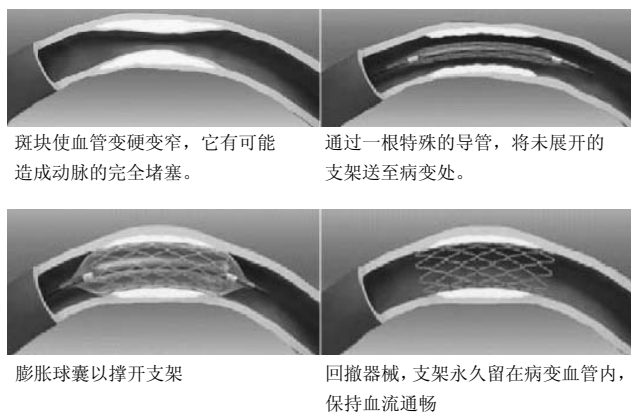 斑块使血管变硬变窄，它有可能
造成动脉的完全堵塞。
通过一根特殊的导管，将未展开的
支架送至病变处。
膨胀球囊以撑开支架
回撤器械，支架永久留在病变血管内，
保持血流通畅